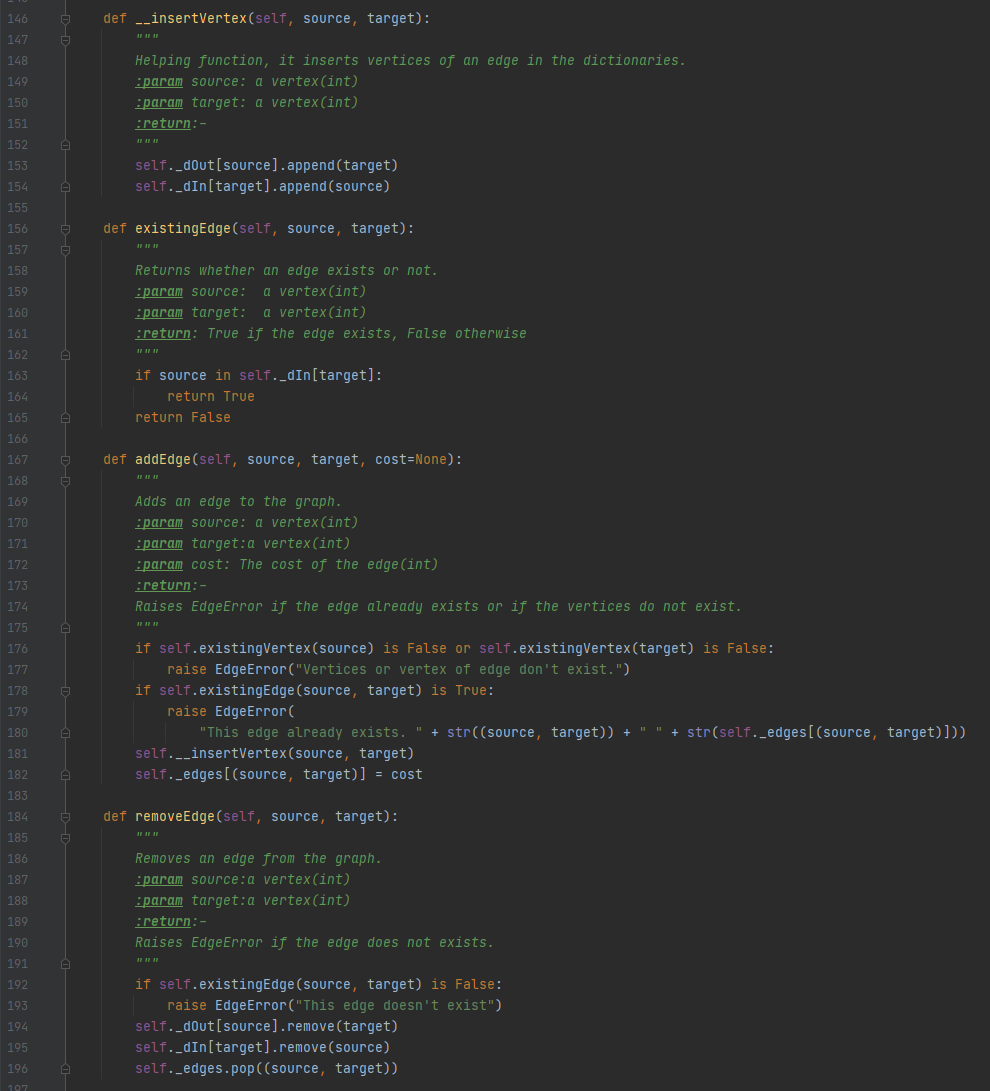 146 def __insertVertex(self, source, target):
147 """
148 Helping function, it inserts vertices of an edge in the dictionaries.
149 :param source: a vertex(int)
150 :param target: a vertex(int)
151 :return:-
152 """
153 self._dOut[source].append(target)
154 self._dIn[target].append(source)
155
156 def existingEdge(self, source, target):
157 """
158 Returns whether an edge exists or not.
159 :param source:  a vertex(int)
160 :param target:  a vertex(int)
161 :return: True if the edge exists, False otherwise
162 """
163 if source in self._dIn[target]:
164 return True
165 return False
166
167 def addEdge(self, source, target, cost=None):
168 """
169 Adds an edge to the graph.
170 :param source: a vertex(int)
171 :param target:a vertex(int)
172 :param cost: The cost of the edge(int)
173 :return:-
174 Raises EdgeError if the edge already exists or if the vertices do not exist.
175 """
176 if self.existingVertex(source) is False or self.existingVertex(target) is False:
177 raise EdgeError("Vertices or vertex of edge don't exist.")
178 if self.existingEdge(source, target) is True:
179 raise EdgeError(
180 "This edge already exists. " + str((source, target)) + " " + str(self._edges[(source, target)]))
181 self.__insertVertex(source, target)
182 self._edges[(source, target)] = cost
183
184 def removeEdge(self, source, target):
185 """
186 Removes an edge from the graph.
187 :param source:a vertex(int)
188 :param target:a vertex(int)
189 :return:-
190 Raises EdgeError if the edge does not exists.
191 """
192 if self.existingEdge(source, target) is False:
193 raise EdgeError("This edge doesn't exist")
194 self._dOut[source].remove(target)
195 self._dIn[target].remove(source)
196 self._edges.pop((source, target))
197